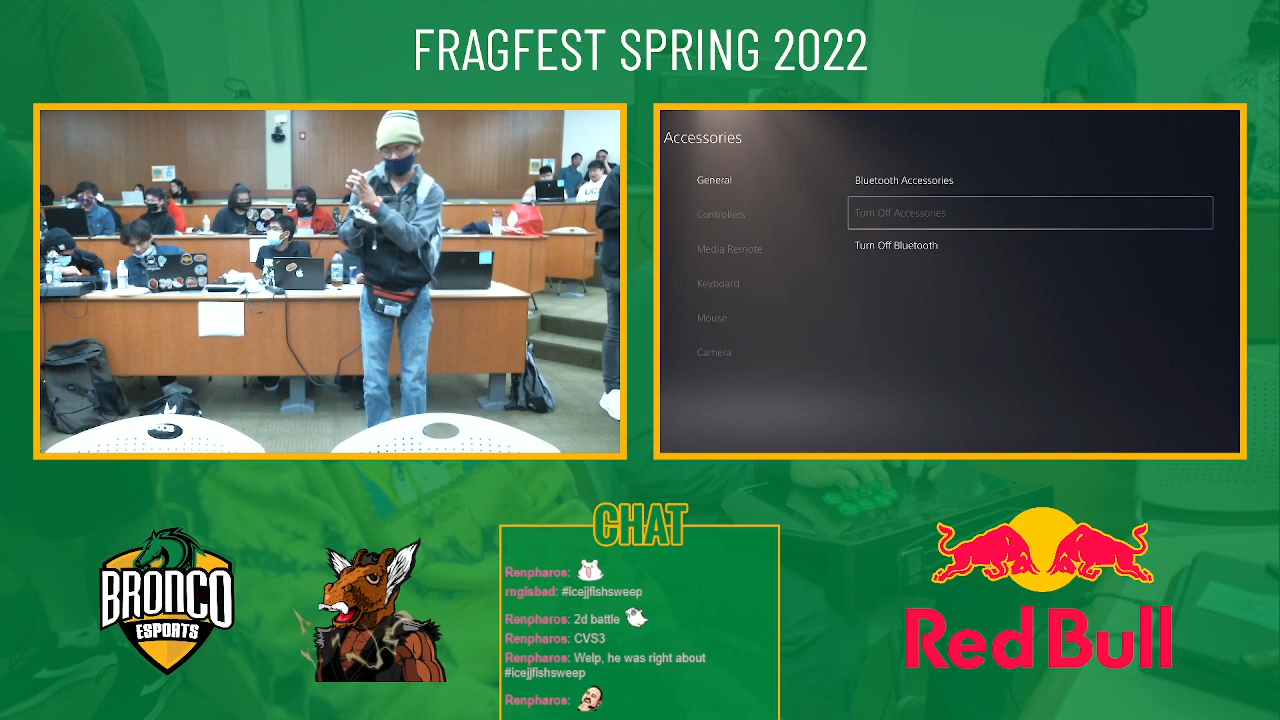 FRAGFEST SPRING 2022
Accessories
General
Controllers
Media Remote
Keyboard
Mouse
Camera
Bluetooth Accessories
Turn Off Accessories
Turn Off Bluetooth
BRONCO
ESPORTS
CHAT
Renpharos:
rngisbad: #icejjfishsweep
Renpharos: 2d battle
Renpharos: CVS3
Renpharos: Welp, he was right about
#icejjfishsweep
Renpharos:
Red Bull